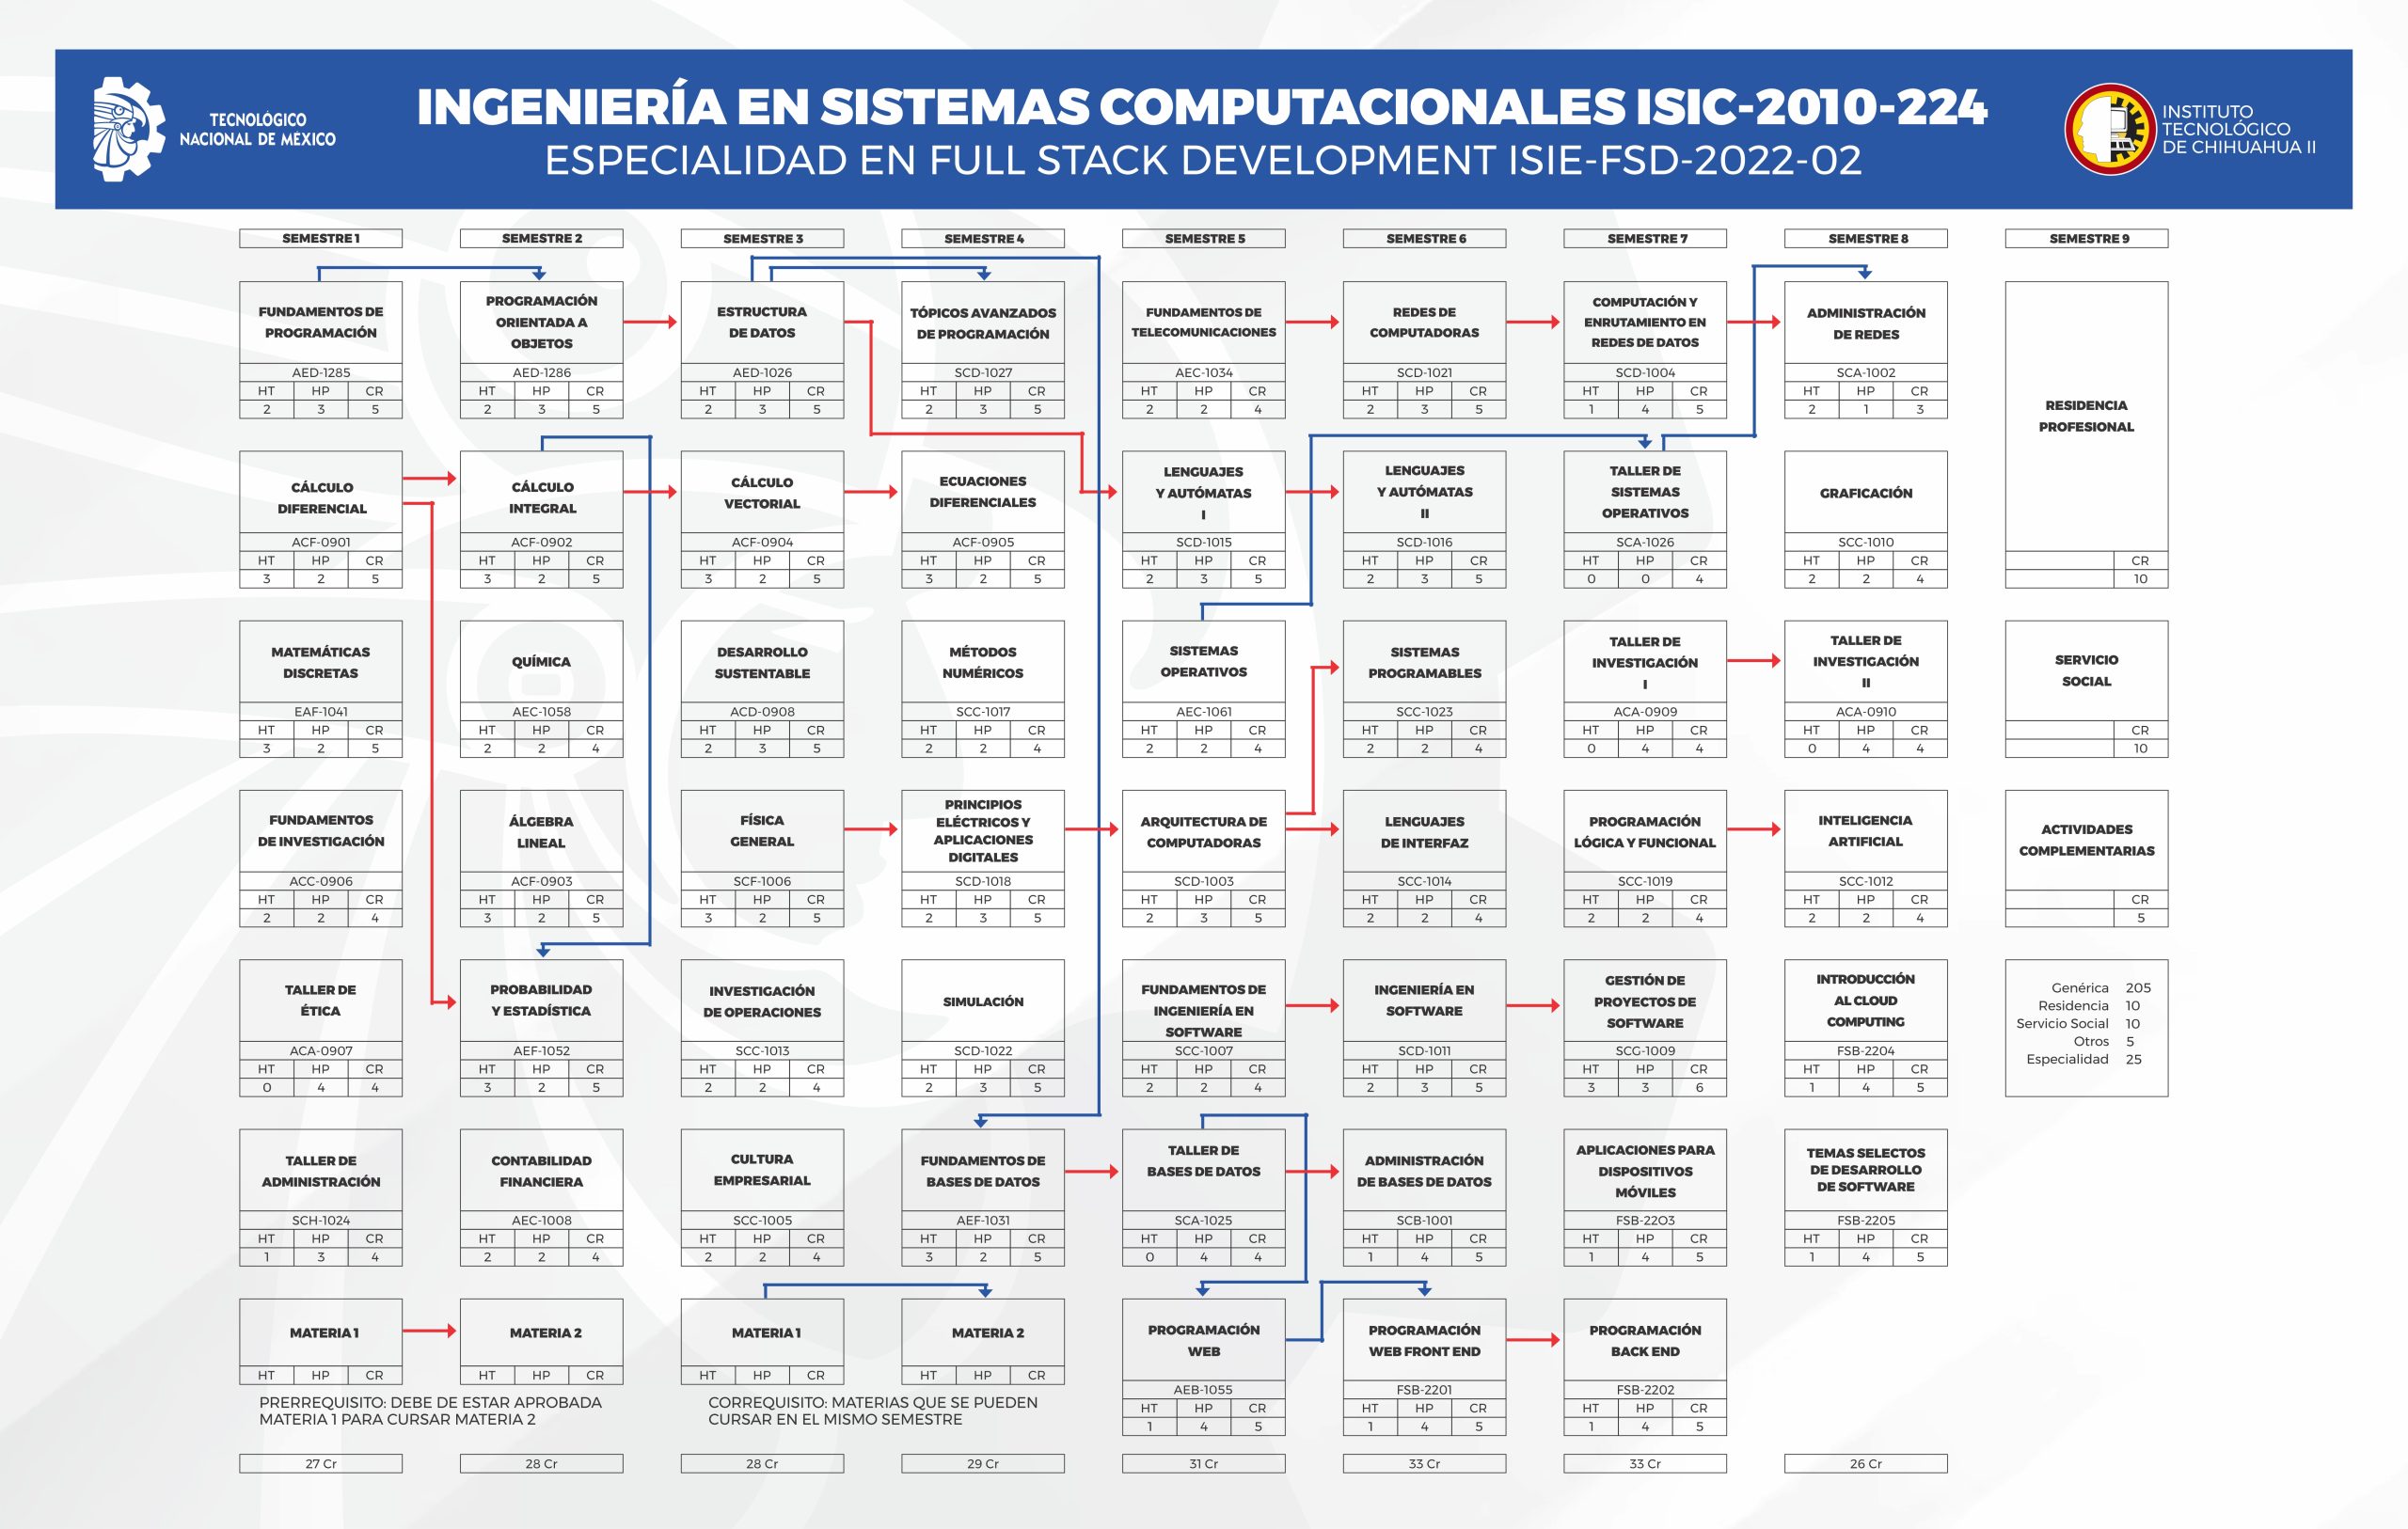 TECNOLÓGICO
NACIONAL DE MÉXICO
INGENIERÍA EN SISTEMAS COMPUTACIONALES ISIC-2010-224
ESPECIALIDAD EN FULL STACK DEVELOPMENT ISIE-FSD-2022-02
INSTITUTO
TECNOLÓGICO
DE CHIHUAHUA II
SEMESTRE 1
FUNDAMENTOS DE
PROGRAMACIÓN
AED-1285
HT HP CR
2 3 5
CÁLCULO
DIFERENCIAL
ACF-0901
HT HP CR
3 2 5
MATEMÁTICAS
DISCRETAS
EAF-1041
HT HP CR
3 2 5
FUNDAMENTOS
DE INVESTIGACIÓN
ACC-0906
HT HP CR
2 2 4
TALLER DE
ÉTICA
ACA-0907
HT HP CR
0 4 4
TALLER DE
ADMINISTRACIÓN
SCH-1024
HT HP CR
1 3 4
MATERIA 1
HT HP CR
SEMESTRE 2
PROGRAMACIÓN
ORIENTADA A
OBJETOS
AED-1286
HT HP CR
2 3 5
CÁLCULO
INTEGRAL
ACF-0902
HT HP CR
3 2 5
QUÍMICA
AEC-1058
HT HP CR
2 2 4
ÁLGEBRA
LINEAL
ACF-0903
HT HP CR
3 2 5
PROBABILIDAD
Y ESTADÍSTICA
AEF-1052
HT HP CR
3 2 5
CONTABILIDAD
FINANCIERA
AEC-1008
HT HP CR
2 2 4
MATERIA 2
HT HP CR
PRERREQUISITO: DEBE DE ESTAR APROBADA
MATERIA 1 PARA CURSAR MATERIA 2
27 Cr
28 Cr
SEMESTRE 3
ESTRUCTURA
DE DATOS
AED-1026
HT HP CR
2 3 5
CÁLCULO
VECTORIAL
ACF-0904
HT HP CR
3 2 5
DESARROLLO
SUSTENTABLE
ACD-0908
HT HP CR
2 3 5
FÍSICA
GENERAL
SCF-1006
HT HP CR
3 2 5
INVESTIGACIÓN
DE OPERACIONES
SCC-1013
HT HP CR
2 2 4
CULTURA
EMPRESARIAL
SCC-1005
HT HP CR
2 2 4
MATERIA 1
HT HP CR
SEMESTRE 4
TÓPICOS AVANZADOS
DE PROGRAMACIÓN
SCD-1027
HT HP CR
2 3 5
ECUACIONES
DIFERENCIALES
ACF-0905
HT HP CR
3 2 5
MÉTODOS
NUMÉRICOS
SCC-1017
HT HP CR
2 2 4
PRINCIPIOS
ELÉCTRICOS Y
APLICACIONES
DIGITALES
SCD-1018
HT HP CR
2 3 5
SIMULACIÓN
SCD-1022
HT HP CR
2 3 5
FUNDAMENTOS DE
BASES DE DATOS
AEF-1031
HT HP CR
3 2 5
MATERIA 2
HT HP CR
CORREQUISITO: MATERIAS QUE SE PUEDEN
CURSAR EN EL MISMO SEMESTRE
28 Cr
29 Cr
SEMESTRE 5
FUNDAMENTOS DE
TELECOMUNICACIONES
AEC-1034
HT HP CR
2 2 4
LENGUAJES
Y AUTÓMATAS
I
SCD-1015
HT HP CR
2 3 5
SISTEMAS
OPERATIVOS
AEC-1061
HT HP CR
2 2 4
ARQUITECTURA DE
COMPUTADORAS
SCD-1003
HT HP CR
2 3 5
FUNDAMENTOS DE
INGENIERÍA EN
SOFTWARE
SCC-1007
HT HP CR
2 2 4
TALLER DE
BASES DE DATOS
SCA-1025
HT HP CR
0 4 4
PROGRAMACIÓN
WEB
AEB-1055
HT HP CR
1 4 5
31 Cr
SEMESTRE 6
REDES DE
COMPUTADORAS
SCD-1021
HT HP CR
2 3 5
LENGUAJES
Y AUTÓMATAS
II
SCD-1016
HT HP CR
2 3 5
SISTEMAS
PROGRAMABLES
SCC-1023
HT HP CR
2 2 4
LENGUAJES
DE INTERFAZ
SCC-1014
HT HP CR
2 2 4
INGENIERÍA EN
SOFTWARE
SCD-1011
HT HP CR
2 3 5
ADMINISTRACIÓN
DE BASES DE DATOS
SCB-1001
HT HP CR
1 4 5
PROGRAMACIÓN
WEB FRONT END
FSB-2201
HT HP CR
1 4 5
33 Cr
SEMESTRE 7
COMPUTACIÓN Y
ENRUTAMIENTO EN
REDES DE DATOS
SCD-1004
HT HP CR
1 4 5
TALLER DE
SISTEMAS
OPERATIVOS
SCA-1026
HT HP CR
0 0 4
TALLER DE
INVESTIGACIÓN
I
ACA-0909
HT HP CR
0 4 4
PROGRAMACIÓN
LÓGICA Y FUNCIONAL
SCC-1019
HT HP CR
2 2 4
GESTIÓN DE
PROYECTOS DE
SOFTWARE
SCG-1009
HT HP CR
3 3 6
APLICACIONES PARA
DISPOSITIVOS
MÓVILES
FSB-22O3
HT HP CR
1 4 5
PROGRAMACIÓN
BACK END
FSB-2202
HT HP CR
1 4 5
33 Cr
SEMESTRE 8
ADMINISTRACIÓN
DE REDES
SCA-1002
HT HP CR
2 1 3
GRAFICACIÓN
SCC-1010
HT HP CR
2 2 4
TALLER DE
INVESTIGACIÓN
II
ACA-0910
HT HP CR
0 4 4
INTELIGENCIA
ARTIFICIAL
SCC-1012
HT HP CR
2 2 4
INTRODUCCIÓN
AL CLOUD
COMPUTING
FSB-2204
HT HP CR
1 4 5
TEMAS SELECTOS
DE DESARROLLO
DE SOFTWARE
FSB-2205
HT HP CR
1 4 5
26 Cr
SEMESTRE 9
RESIDENCIA
PROFESIONAL
CR
10
SERVICIO
SOCIAL
CR
10
ACTIVIDADES
COMPLEMENTARIAS
CR
5
Genérica 205
Residencia 10
Servicio Social 10
Otros 5
Especialidad 25